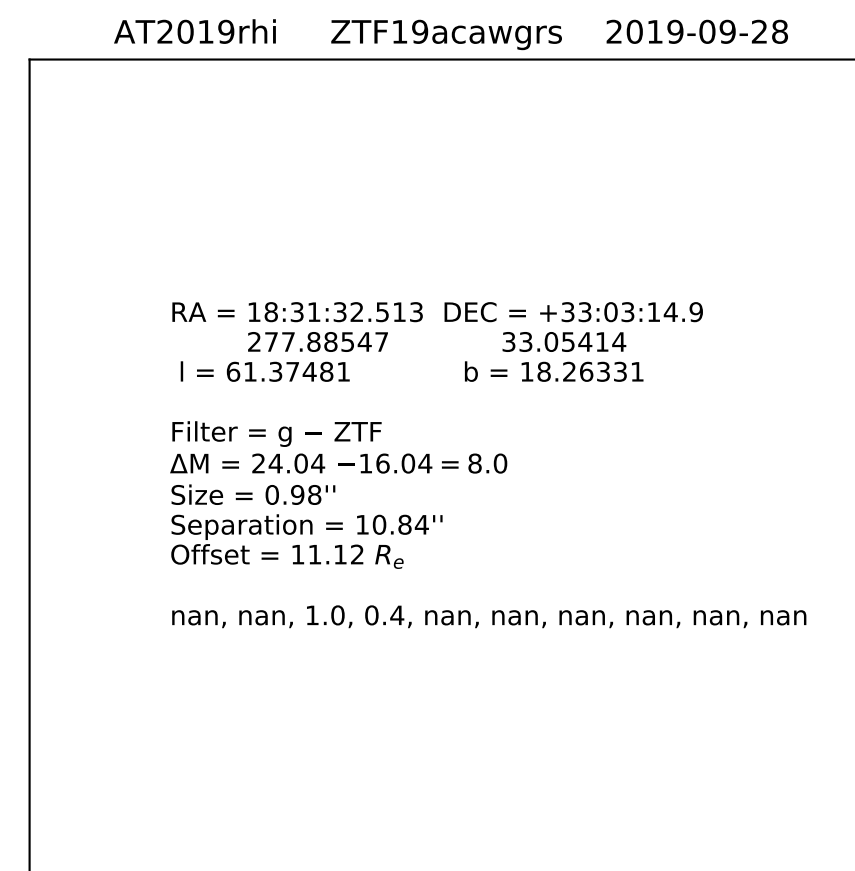 AT2019rhi ZTF19acawgrs 2019-09-28
RA = 18:31:32.513 DEC = +33:03:14.9
277.88547 33.05414
l = 61.37481 b = 18.26331
Filter = g − ZTF
ΔM = 24.04 −16.04 = 8.0
Size = 0.98''
Separation = 10.84''
Offset = 11.12 Rₑ
nan, nan, 1.0, 0.4, nan, nan, nan, nan, nan, nan